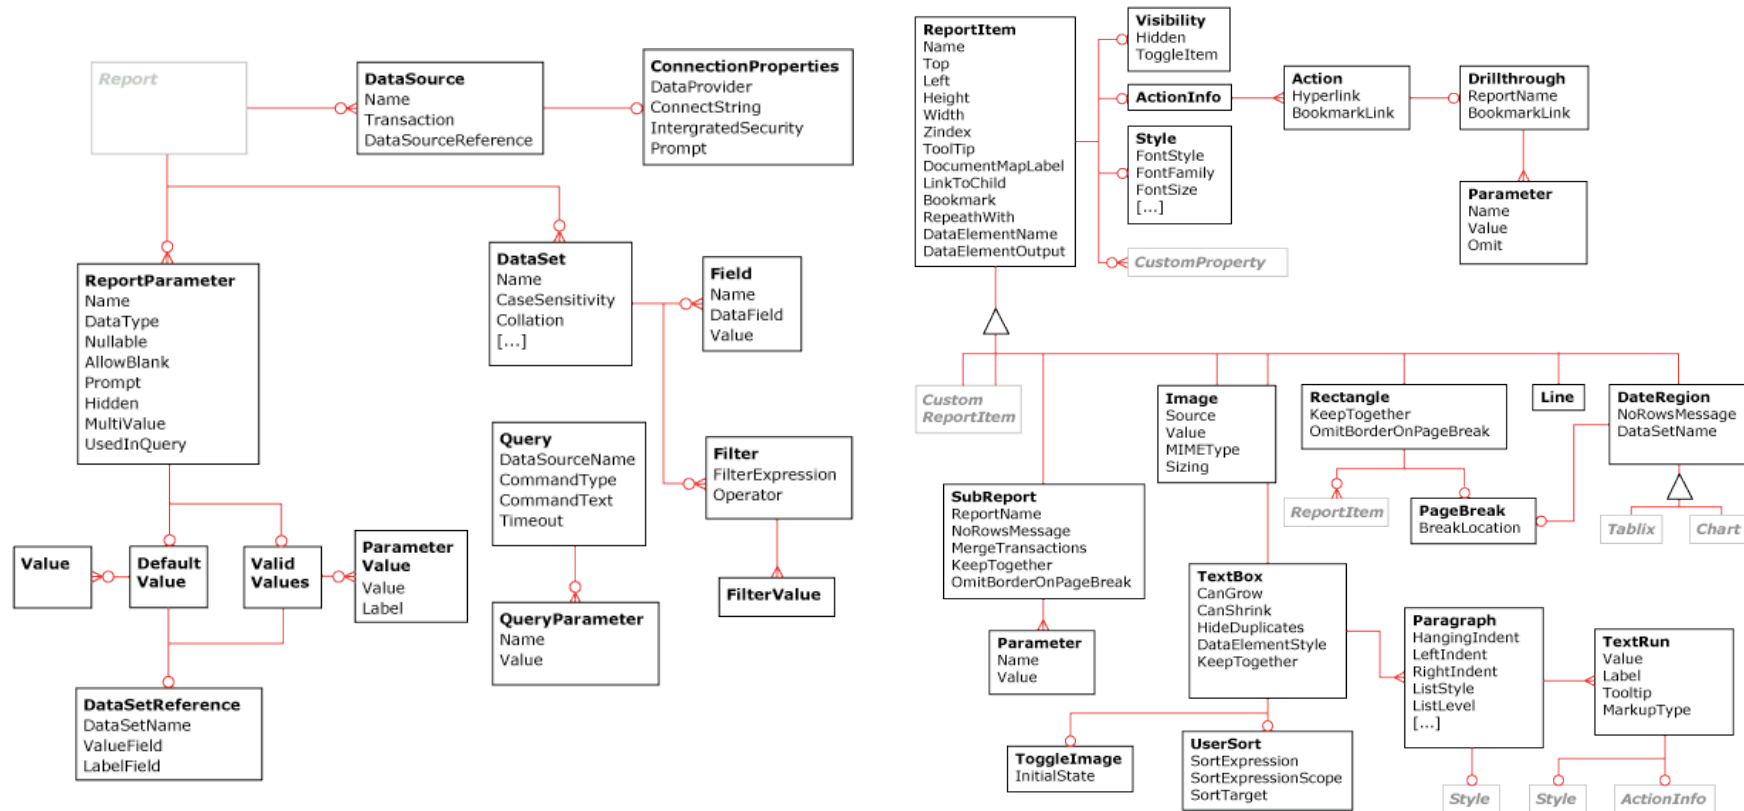 Report
DataSource
Name
Transaction
DataSourceReference
ConnectionProperties
DataProvider
ConnectString
IntergratedSecurity
Prompt
ReportParameter
Name
DataType
Nullable
AllowBlank
Prompt
Hidden
MultiValue
UsedInQuery
DataSet
Name
CaseSensitivity
Collation
[...]
Field
Name
DataField
Value
Query
DataSourceName
CommandType
CommandText
Timeout
Filter
FilterExpression
Operator
Value
Default
Value
Valid
Values
Parameter
Value
Value
Label
FilterValue
QueryParameter
Name
Value
DataSetReference
DataSetName
ValueField
LabelField
ReportItem
Name
Top
Left
Height
Width
Zindex
ToolTip
DocumentMapLabel
LinkToChild
Bookmark
RepeathWith
DataElementName
DataElementOutput
Visibility
Hidden
ToggleItem
ActionInfo
Action
Hyperlink
BookmarkLink
Drillthrough
ReportName
BookmarkLink
Style
FontStyle
FontFamily
FontSize
[...]
Parameter
Name
Value
Omit
CustomProperty
Custom
ReportItem
Image
Source
Value
MIMEType
Sizing
Rectangle
KeepTogether
OmitBorderOnPageBreak
Line
DateRegion
NoRowsMessage
DataSetName
SubReport
ReportName
NoRowsMessage
MergeTransactions
KeepTogether
OmitBorderOnPageBreak
ReportItem
PageBreak
BreakLocation
Tablix
Chart
TextBox
CanGrow
CanShrink
HideDuplicates
DataElementStyle
KeepTogether
Paragraph
HangingIndent
LeftIndent
RightIndent
ListStyle
ListLevel
[...]
TextRun
Value
Label
Tooltip
MarkupType
Parameter
Name
Value
ToggleImage
InitialState
UserSort
SortExpression
SortExpressionScope
SortTarget
Style
Style
ActionInfo